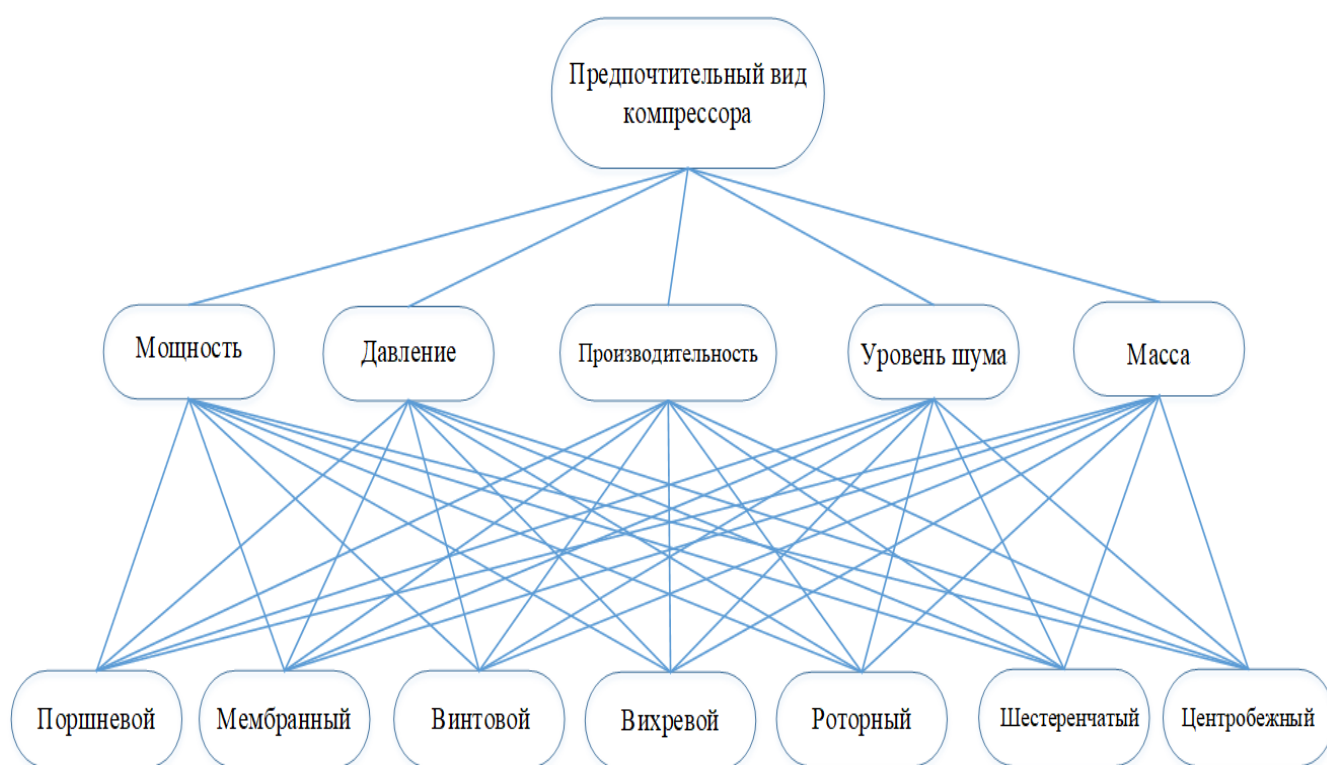 Предпочтительный вид
компрессора
Мощность
Давление
Производительность
Уровень шума
Масса
Поршневой
Мембранный
Винтовой
Вихревой
Роторный
Шестеренчатый
Центробежный